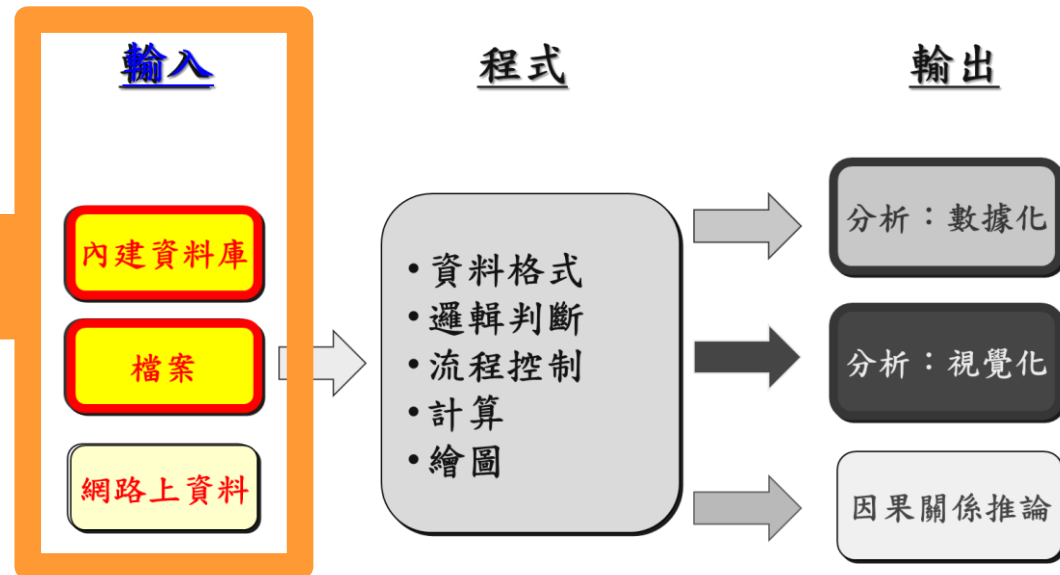 輸入
內建資料庫
檔案
網路上資料
程式
•資料格式
•邏輯判斷
•流程控制
•計算
•繪圖
輸出
分析：數據化
分析：視覺化
因果關係推論